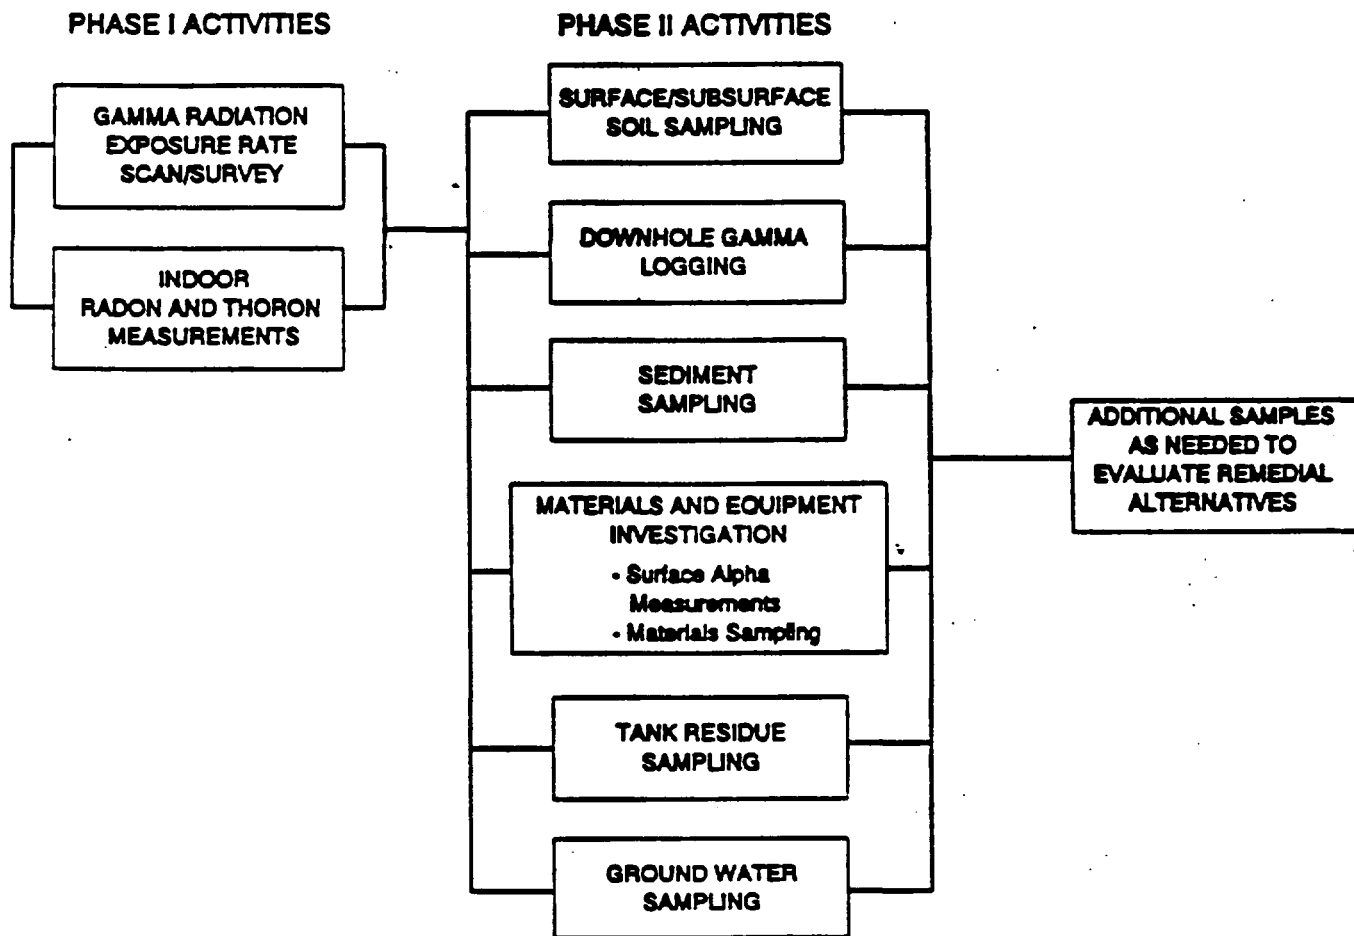 PHASE I ACTIVITIES
GAMMA RADIATION
EXPOSURE RATE
SCAN/SURVEY
INDOOR
RADON AND THORON
MEASUREMENTS
PHASE II ACTIVITIES
SURFACE/SUBSURFACE
SOIL SAMPLING
DOWNHOLE GAMMA
LOGGING
SEDIMENT
SAMPLING
MATERIALS AND EQUIPMENT
INVESTIGATION
- Surface Alpha
Measurements
- Materials Sampling
TANK RESIDUE
SAMPLING
GROUND WATER
SAMPLING
ADDITIONAL SAMPLES
AS NEEDED TO
EVALUATE REMEDIAL
ALTERNATIVES